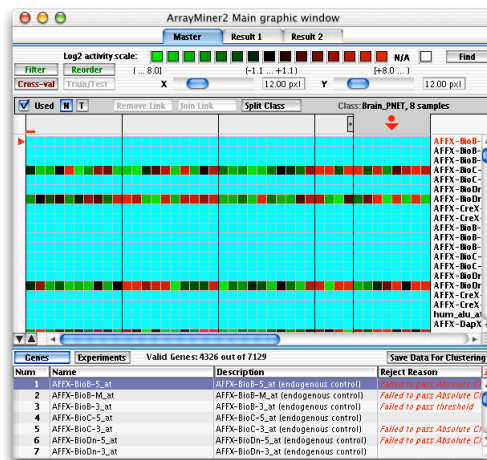 ArrayMiner2 Main graphic window
Master Result 1 Result 2
Log2 activity scale: N/A Find
Filter Reorder (... 8.0] (-1.1 ... +1.1) [+8.0 ... )
Cross-val Train/Test X 12.00 pxl Y 12.00 pxl
Used N T Remove Link Join Link Split Class Class:Brain_PNET, 8 samples
AFFX-BioB-
AFFX-BioB-
AFFX-BioB-
AFFX-BioC-
AFFX-BioC-
AFFX-BioDn
AFFX-BioDr
AFFX-CreX-
AFFX-CreX-
AFFX-BioB-
AFFX-BioB-
AFFX-BioB-
AFFX-BioC-
AFFX-BioC-
AFFX-BioDn
AFFX-BioDr
AFFX-CreX-
AFFX-CreX-
hum_alu_at
AFFX-DapX
Genes Experiments Valid Genes: 4326 out of 7129 Save Data For Clustering
Num Name Description Reject Reason
1 AFFX-BioB-5_at AFFX-BioB-5_at (endogenous control) Failed to pass Absolute Cl
2 AFFX-BioB-M_at AFFX-BioB-M_at (endogenous control) Failed to pass Absolute Cl
3 AFFX-BioB-3_at AFFX-BioB-3_at (endogenous control) Failed to pass threshold
4 AFFX-BioC-5_at AFFX-BioC-5_at (endogenous control)
5 AFFX-BioC-3_at AFFX-BioC-3_at (endogenous control) Failed to pass Absolute Cl
6 AFFX-BioDn-5_at AFFX-BioDn-5_at (endogenous control) Failed to pass Absolute Cl
7 AFFX-BioDn-3_at AFFX-BioDn-3_at (endogenous control)